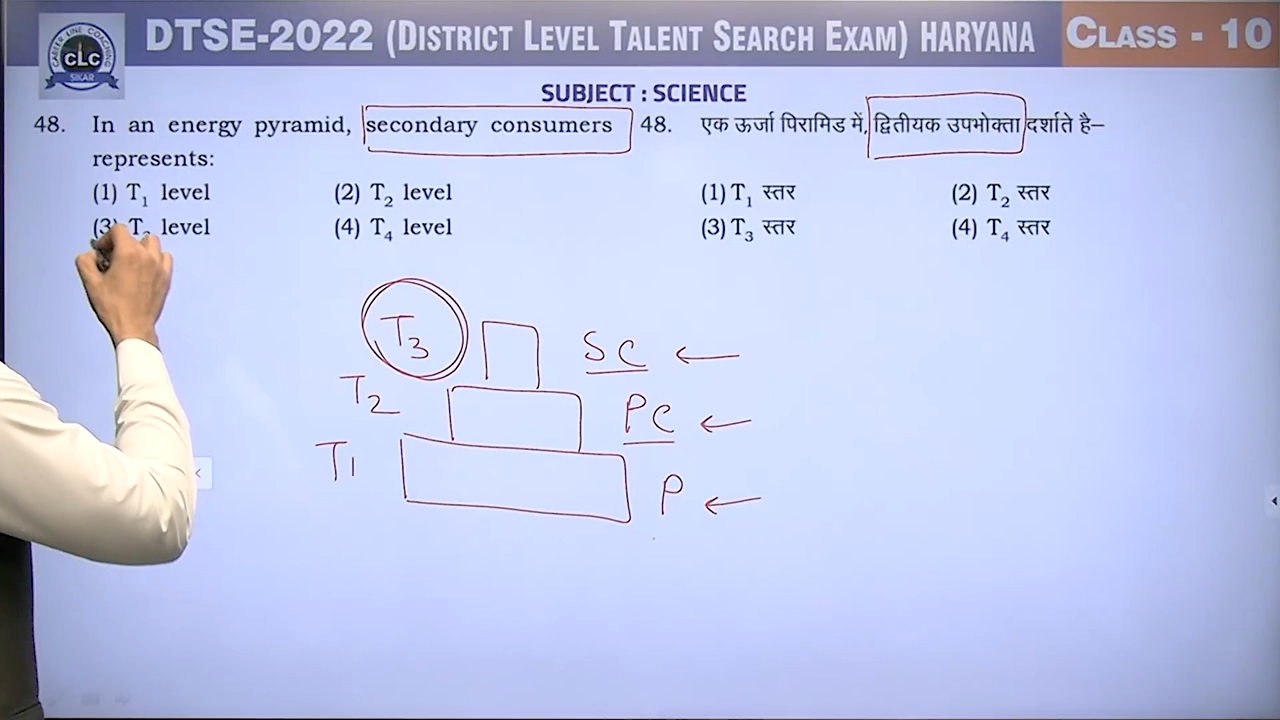 DTSE-2022 (DISTRICT LEVEL TALENT SEARCH EXAM) HARYANA
CLASS - 10
CAREER LINE COACHING
CLC
SIKAR
SUBJECT : SCIENCE
48. In an energy pyramid, secondary consumers
represents:
(1) T₁ level (2) T₂ level
(3) T₃ level (4) T₄ level
48. एक ऊर्जा पिरामिड में, द्वितीयक उपभोक्ता दर्शाते है–
(1) T₁ स्तर (2) T₂ स्तर
(3) T₃ स्तर (4) T₄ स्तर
T₃ SC ←
T₂ PC ←
T₁ P ←